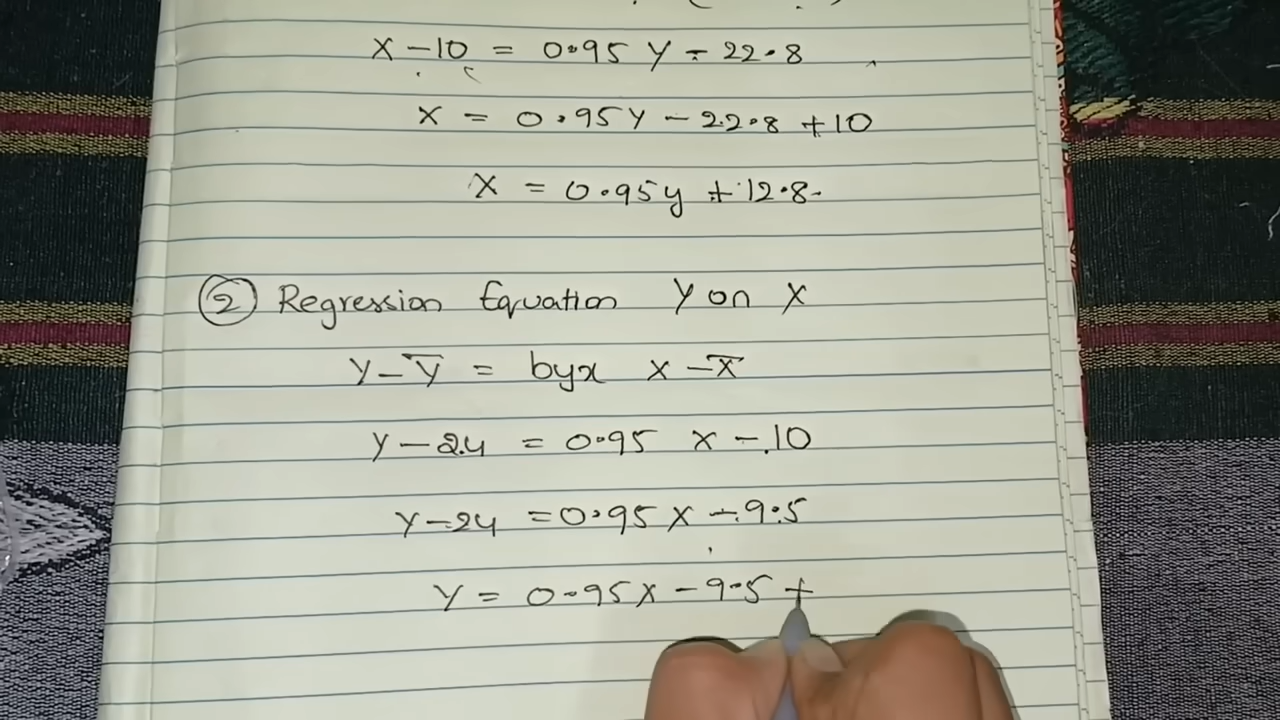 X - 10 = 0.95 Y - 22.8
X = 0.95Y - 22.8 + 10
X = 0.95y + 12.8
② Regression Equation Y on X
Y - Y̅ = byx X - X̅
Y - 24 = 0.95 X - 10
Y - 24 = 0.95 X - 9.5
Y = 0.95X - 9.5 +